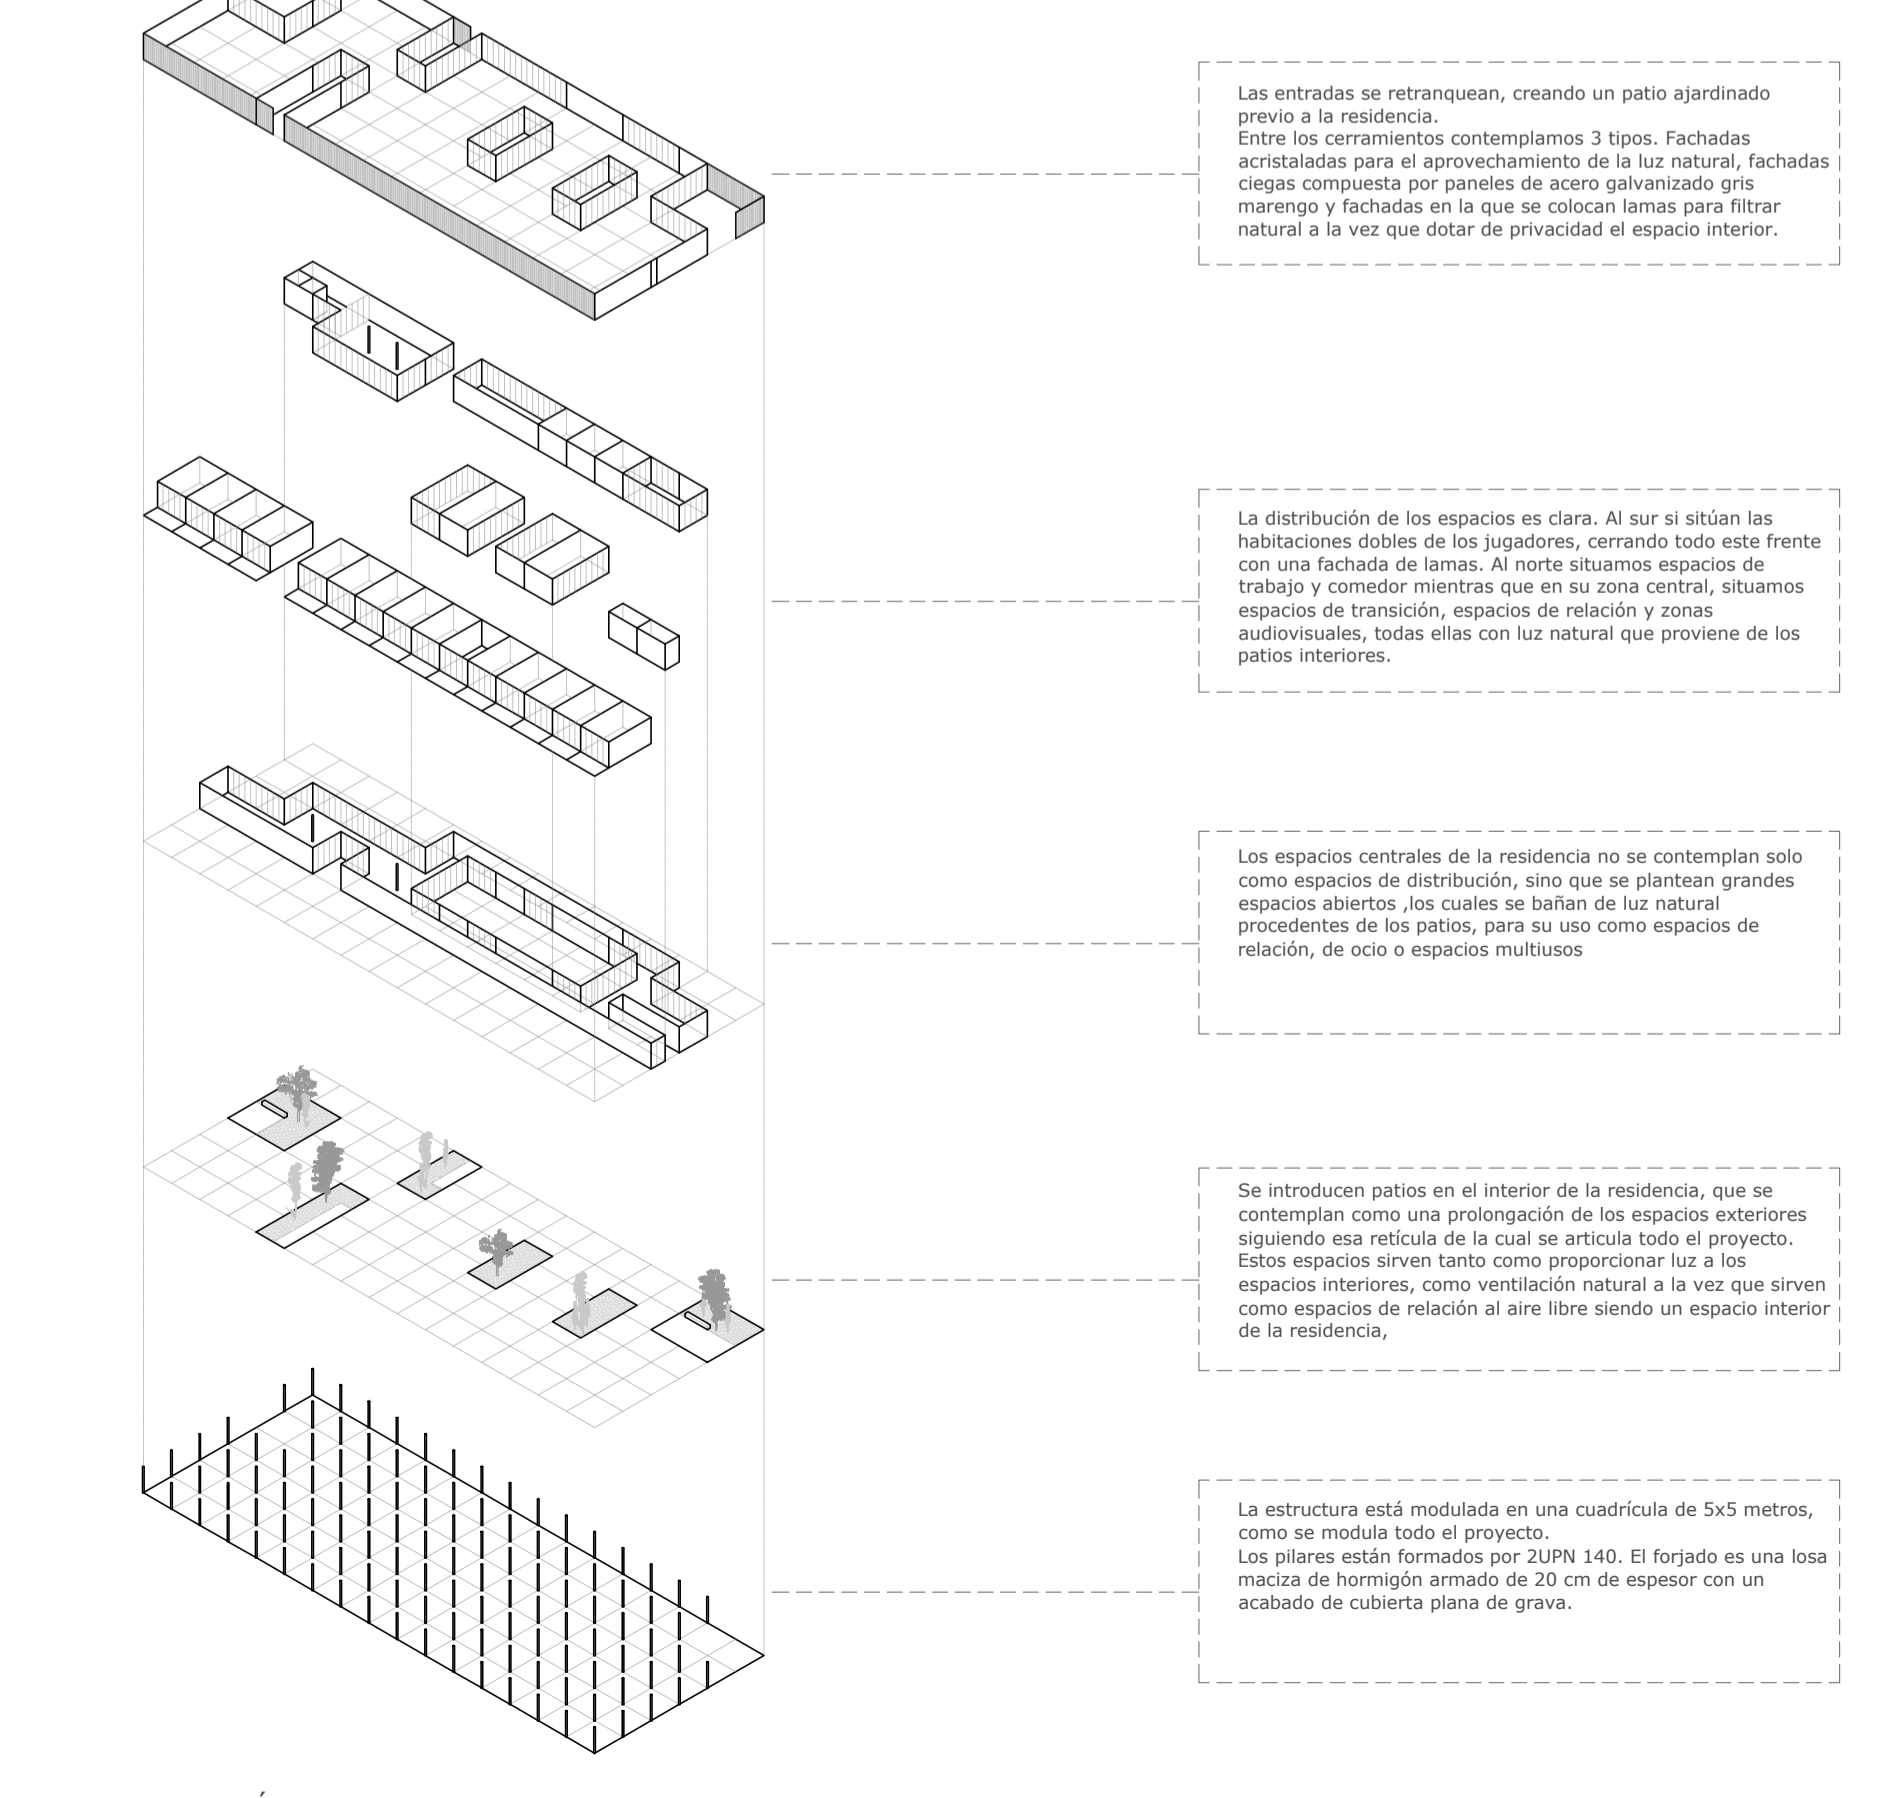 Las entradas se retranquean, creando un patio ajardinado
previo a la residencia.
Entre los cerramientos contemplamos 3 tipos. Fachadas
acristaladas para el aprovechamiento de la luz natural, fachadas
ciegas compuesta por paneles de acero galvanizado gris
marengo y fachadas en la que se colocan lamas para filtrar
natural a la vez que dotar de privacidad el espacio interior.
La distribución de los espacios es clara. Al sur si sitúan las
habitaciones dobles de los jugadores, cerrando todo este frente
con una fachada de lamas. Al norte situamos espacios de
trabajo y comedor mientras que en su zona central, situamos
espacios de transición, espacios de relación y zonas
audiovisuales, todas ellas con luz natural que proviene de los
patios interiores.
Los espacios centrales de la residencia no se contemplan solo
como espacios de distribución, sino que se plantean grandes
espacios abiertos ,los cuales se bañan de luz natural
procedentes de los patios, para su uso como espacios de
relación, de ocio o espacios multiusos
Se introducen patios en el interior de la residencia, que se
contemplan como una prolongación de los espacios exteriores
siguiendo esa retícula de la cual se articula todo el proyecto.
Estos espacios sirven tanto como proporcionar luz a los
espacios interiores, como ventilación natural a la vez que sirven
como espacios de relación al aire libre siendo un espacio interior
de la residencia,
La estructura está modulada en una cuadrícula de 5x5 metros,
como se modula todo el proyecto.
Los pilares están formados por 2UPN 140. El forjado es una losa
maciza de hormigón armado de 20 cm de espesor con un
acabado de cubierta plana de grava.